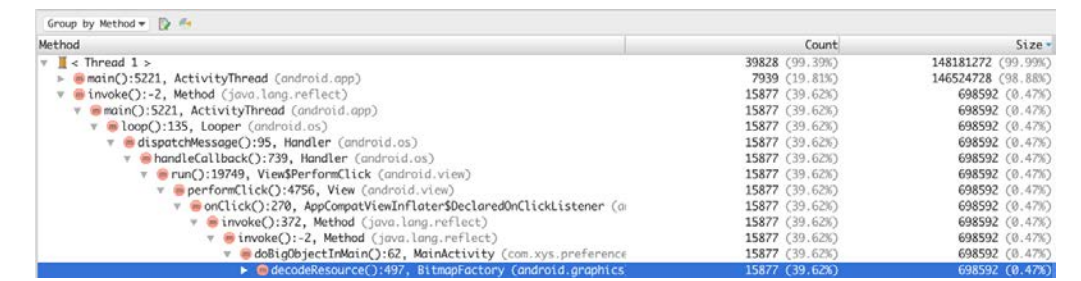 Group by Method
Method Count Size
< Thread 1 > 39828 (99.39%) 148181272 (99.99%)
main():5221, ActivityThread (android.app) 7939 (19.81%) 146524728 (98.88%)
invoke():-2, Method (java.lang.reflect) 15877 (39.62%) 698592 (0.47%)
main():5221, ActivityThread (android.app) 15877 (39.62%) 698592 (0.47%)
loop():135, Looper (android.os) 15877 (39.62%) 698592 (0.47%)
dispatchMessage():95, Handler (android.os) 15877 (39.62%) 698592 (0.47%)
handleCallback():739, Handler (android.os) 15877 (39.62%) 698592 (0.47%)
run():19749, View$PerformClick (android.view) 15877 (39.62%) 698592 (0.47%)
performClick():4756, View (android.view) 15877 (39.62%) 698592 (0.47%)
onClick():270, AppCompatViewInflater$DeclaredOnClickListener (a 15877 (39.62%) 698592 (0.47%)
invoke():372, Method (java.lang.reflect) 15877 (39.62%) 698592 (0.47%)
invoke():-2, Method (java.lang.reflect) 15877 (39.62%) 698592 (0.47%)
doBigObjectInMain():62, MainActivity (com.xys.preference 15877 (39.62%) 698592 (0.47%)
decodeResource():497, BitmapFactory (android.graphics 15877 (39.62%) 698592 (0.47%)